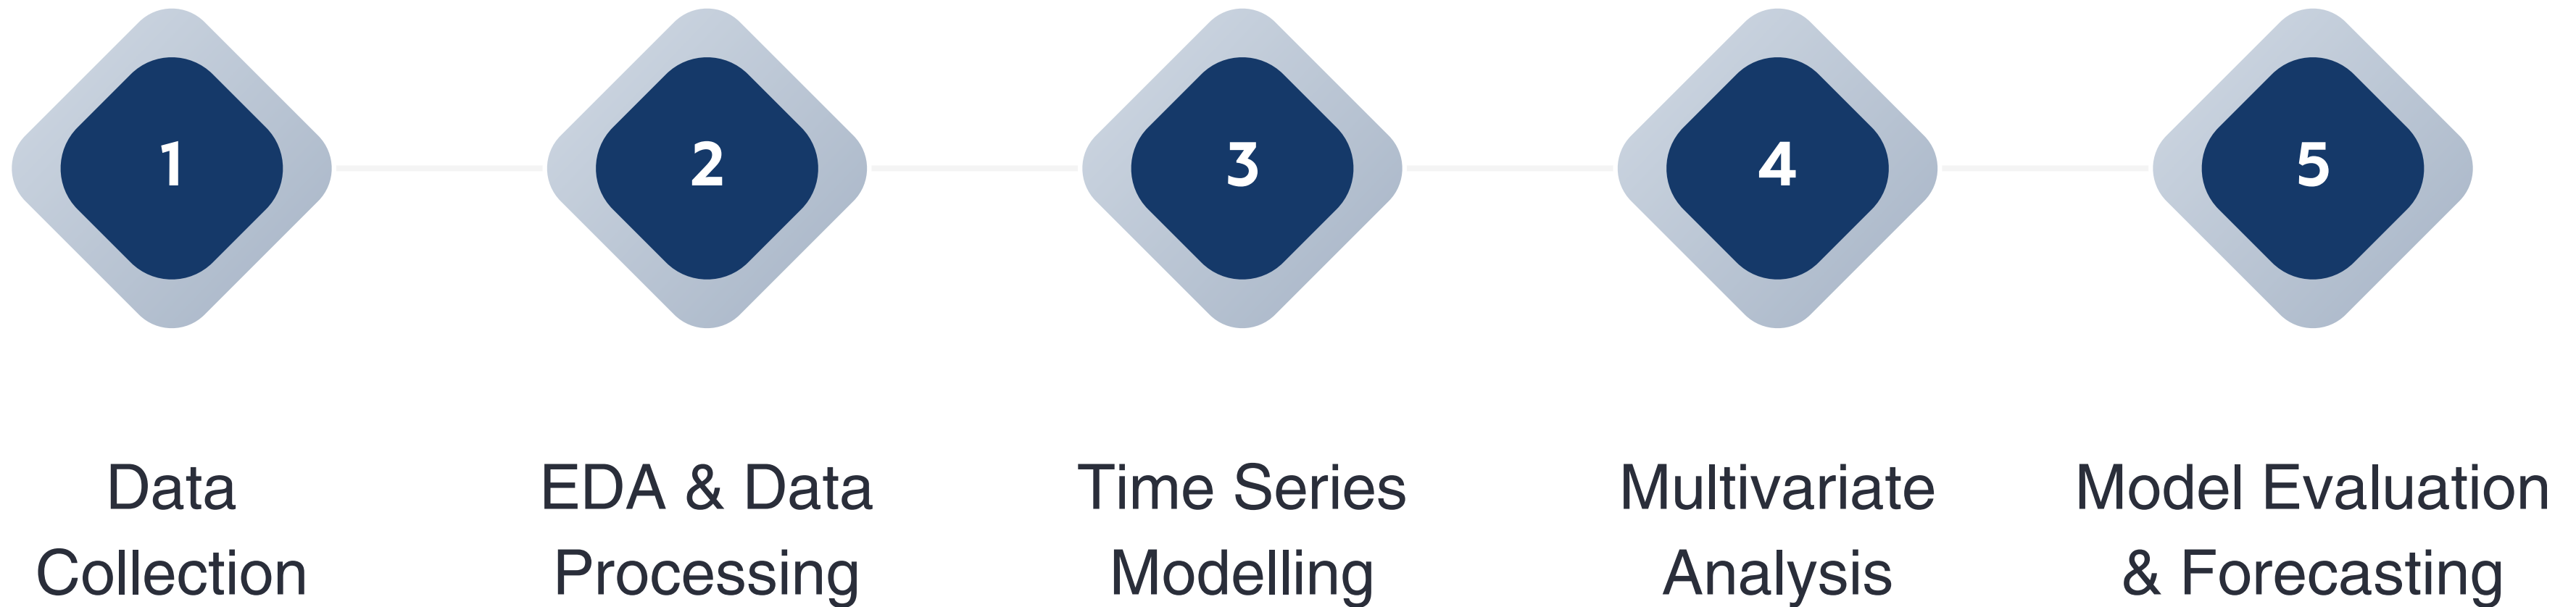 1
2
3
4
5
Data
Collection
EDA & Data
Processing
Time Series
Modelling
Multivariate
Analysis
Model Evaluation
& Forecasting